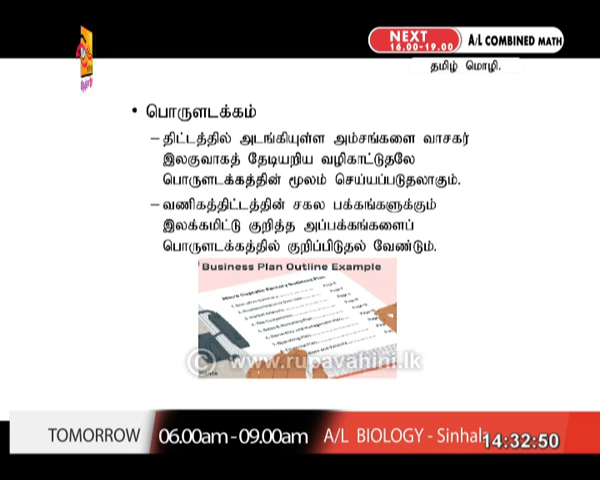 NEXT
16.00-19.00
A/L COMBINED MATH
தமிழ் மொழி.
• பொருளடக்கம்
– திட்டத்தில் அடங்கியுள்ள அம்சங்களை வாசகர்
இலகுவாகத் தேடியறிய வழிகாட்டுதலே
பொருளடக்கத்தின் மூலம் செய்யப்படுதலாகும்.
– வணிகத்திட்டத்தின் சகல பக்கங்களுக்கும்
இலக்கமிட்டு குறித்த அப்பக்கங்களைப்
பொருளடக்கத்தில் குறிப்பிடுதல் வேண்டும்.
Business Plan Outline Example
© www.rupavahini.lk
TOMORROW 06.00am - 09.00am A/L BIOLOGY - Sinhala 14:32:50